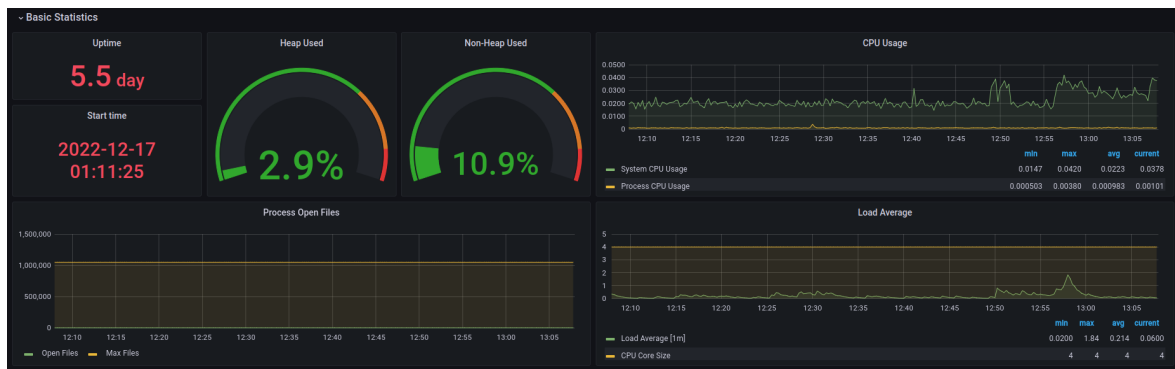 Basic Statistics
Uptime
5.5 day
Start time
2022-12-17
01:11:25
Heap Used
2.9%
Non-Heap Used
10.9%
CPU Usage
0.0500
0.0400
0.0300
0.0200
0.0100
0
12:10 12:15 12:20 12:25 12:30 12:35 12:40 12:45 12:50 12:55 13:00 13:05
min max avg current
System CPU Usage 0.0147 0.0420 0.0223 0.0378
Process CPU Usage 0.000503 0.00380 0.000983 0.00101
Process Open Files
1,500,000
1,000,000
500,000
0
12:10 12:15 12:20 12:25 12:30 12:35 12:40 12:45 12:50 12:55 13:00 13:05
Open Files Max Files
Load Average
5
4
3
2
1
0
12:10 12:15 12:20 12:25 12:30 12:35 12:40 12:45 12:50 12:55 13:00 13:05
min max avg current
Load Average [1m] 0.0200 1.84 0.214 0.0600
CPU Core Size 4 4 4 4